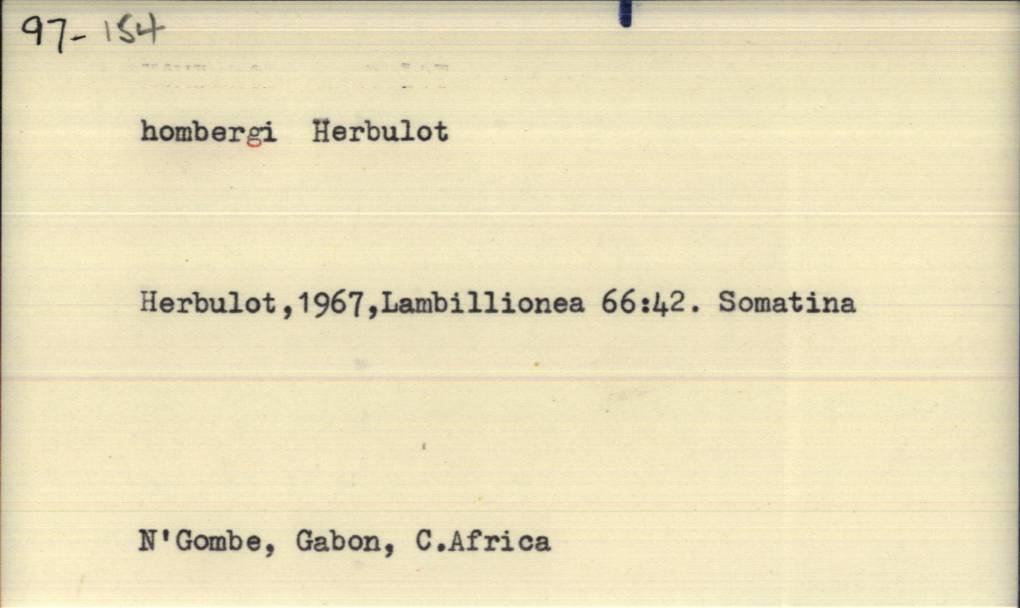 97-154
hombergi Herbulot
Herbulot,1967,Lambillionea 66:42. Somatina
N'Gombe, Gabon, C.Africa